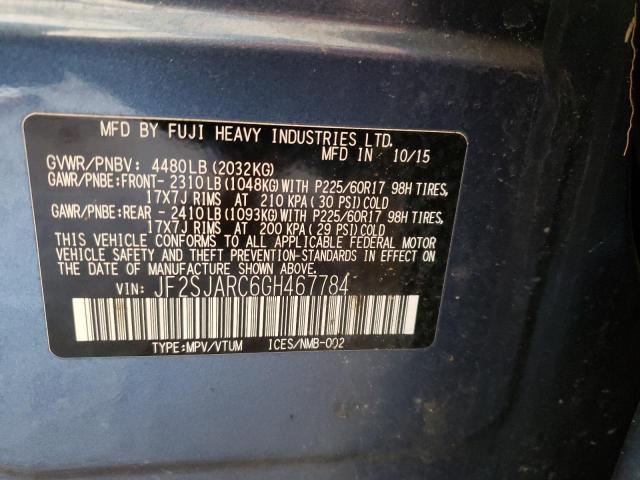 MFD BY FUJI HEAVY INDUSTRIES LTD.
MFD IN 10/15
GVWR/PNBV: 4480LB (2032KG)
GAWR/PNBE:FRONT- 2310LB (1048KG) WITH P225/60R17 98H TIRES,
17X7J RIMS AT 210 KPA (30 PSI) COLD
GAWR/PNBE:REAR - 2410LB (1093KG) WITH P225/60R17 98H TIRES,
17X7J RIMS AT 200 KPA (29 PSI) COLD
THIS VEHICLE CONFORMS TO ALL APPLICABLE FEDERAL MOTOR
VEHICLE SAFETY AND THEFT PREVENTION STANDARDS IN EFFECT ON
THE DATE OF MANUFACTURE SHOWN ABOVE.
VIN: JF2SJARC6GH467784
TYPE:MPV/VTUM ICES/NMB-002